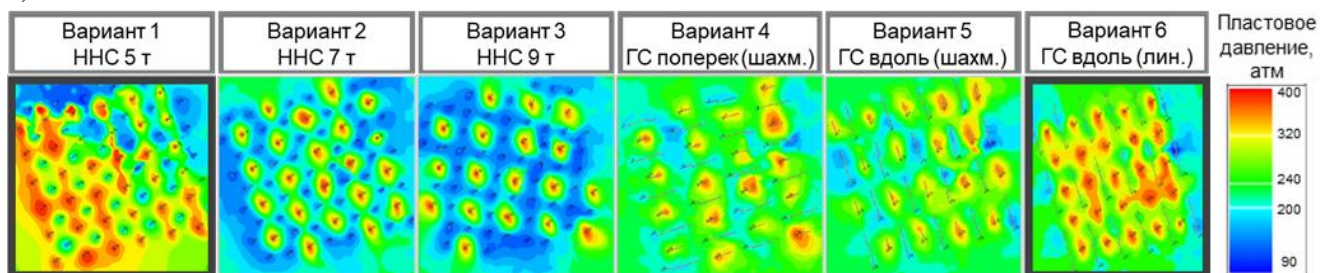 )
Вариант 1
ННС 5 т
Вариант 2
ННС 7 т
Вариант 3
ННС 9 т
Вариант 4
ГС поперек (шахм.)
Вариант 5
ГС вдоль (шахм.)
Вариант 6
ГС вдоль (лин.)
Пластовое
давление,
атм
400
320
240
200
90